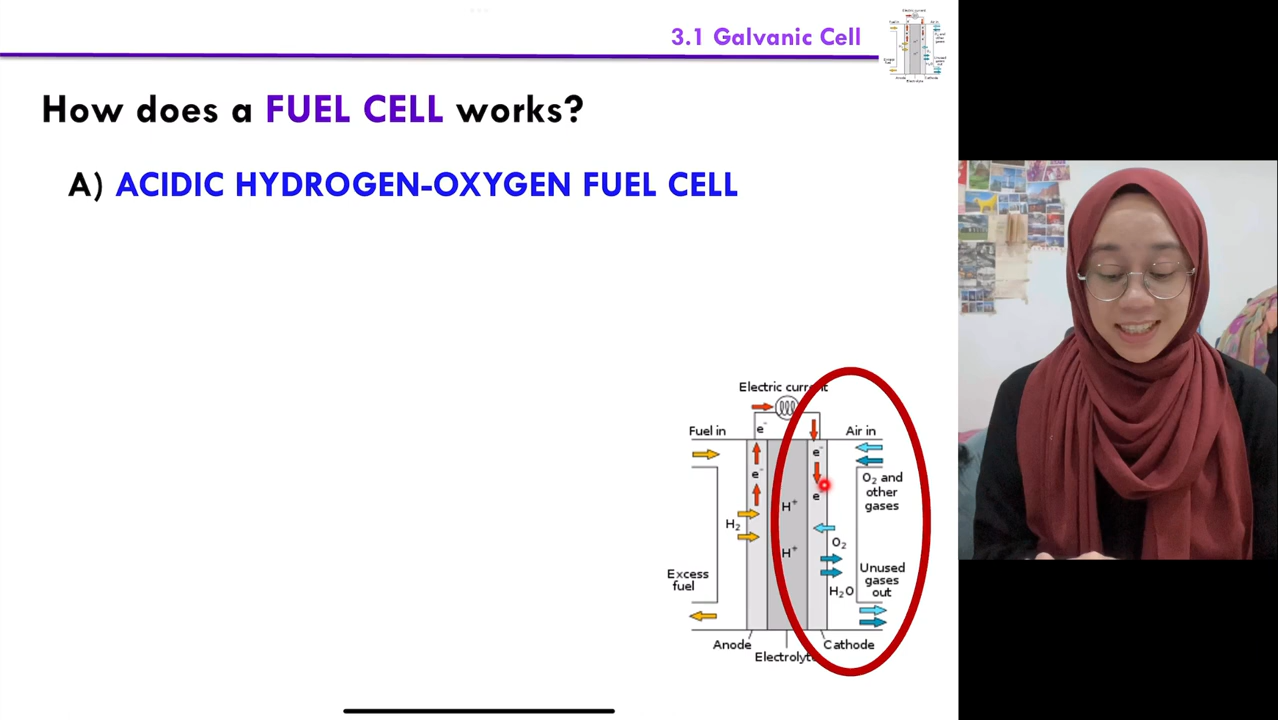 3.1 Galvanic Cell
How does a FUEL CELL works?
A) ACIDIC HYDROGEN-OXYGEN FUEL CELL
Electric current
Fuel in
e⁻
Air in
e⁻
e⁻
O₂ and
other
gases
e
H⁺
H₂
O₂
H⁺
Excess
fuel
Unused
gases
out
H₂O
Anode
Cathode
Electrolyte